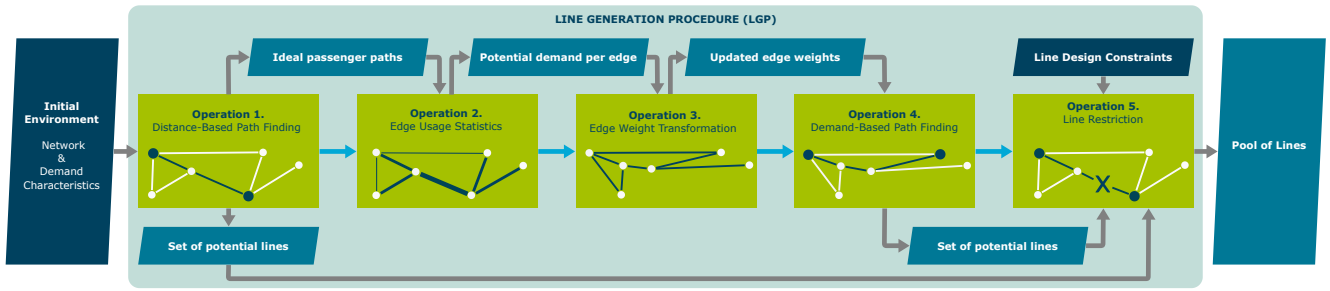 LINE GENERATION PROCEDURE (LGP)
Initial
Environment
Network
&
Demand
Characteristics
Ideal passenger paths
Potential demand per edge
Updated edge weights
Line Design Constraints
Operation 1.
Distance-Based Path Finding
Operation 2.
Edge Usage Statistics
Operation 3.
Edge Weight Transformation
Operation 4.
Demand-Based Path Finding
Operation 5.
Line Restriction
X
Set of potential lines
Set of potential lines
Pool of Lines